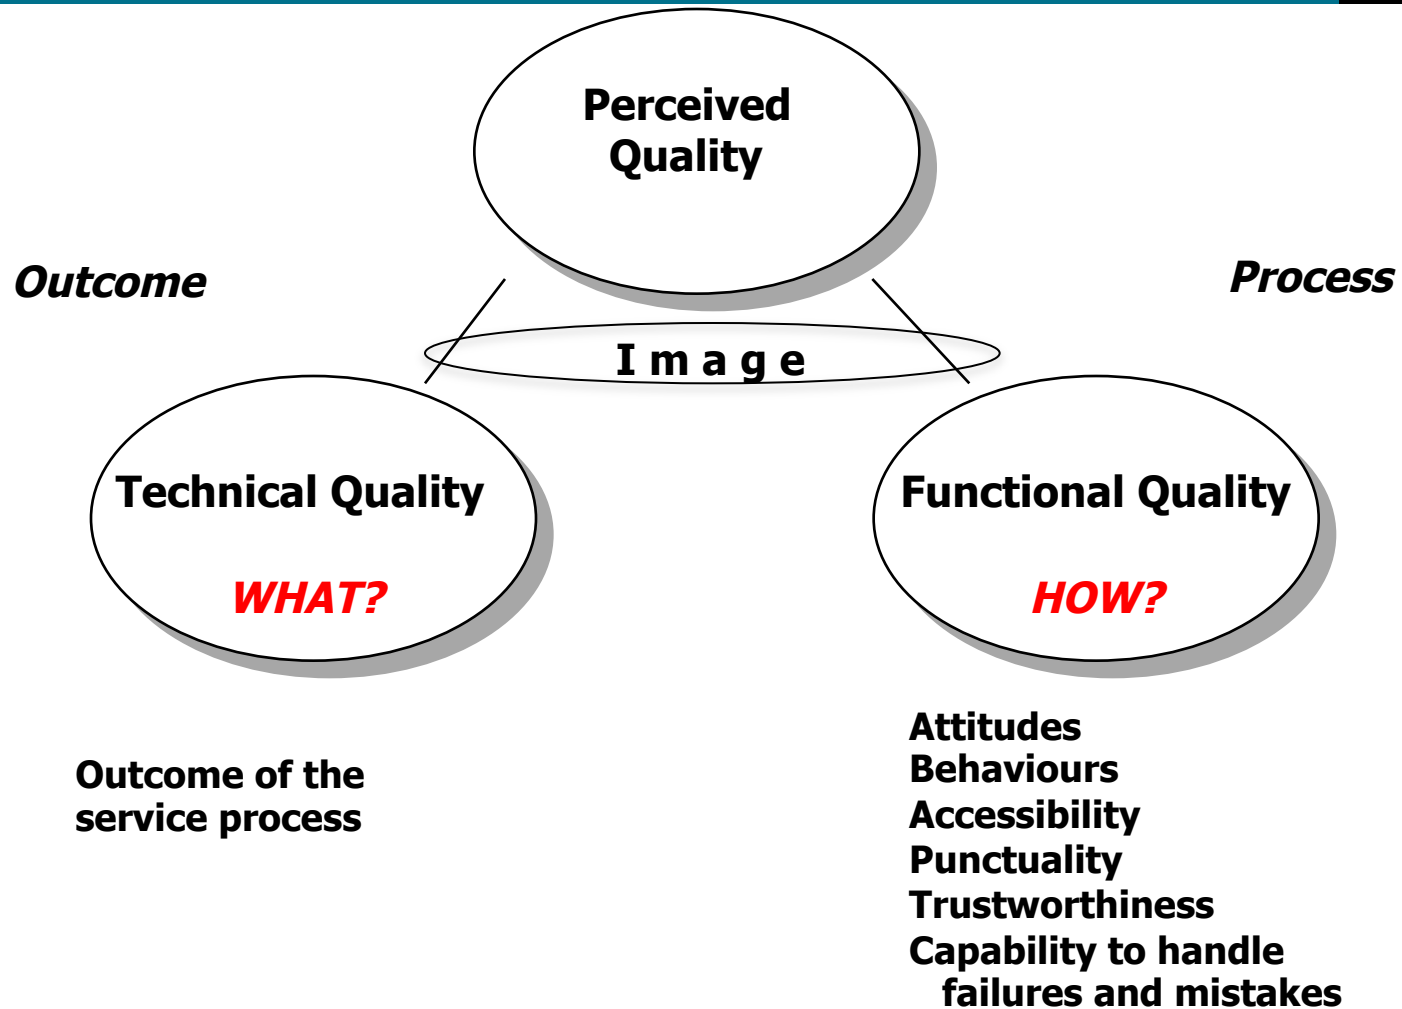 Perceived
Quality
Outcome
Process
I m a g e
Technical Quality
WHAT?
Functional Quality
HOW?
Outcome of the
service process
Attitudes
Behaviours
Accessibility
Punctuality
Trustworthiness
Capability to handle
failures and mistakes